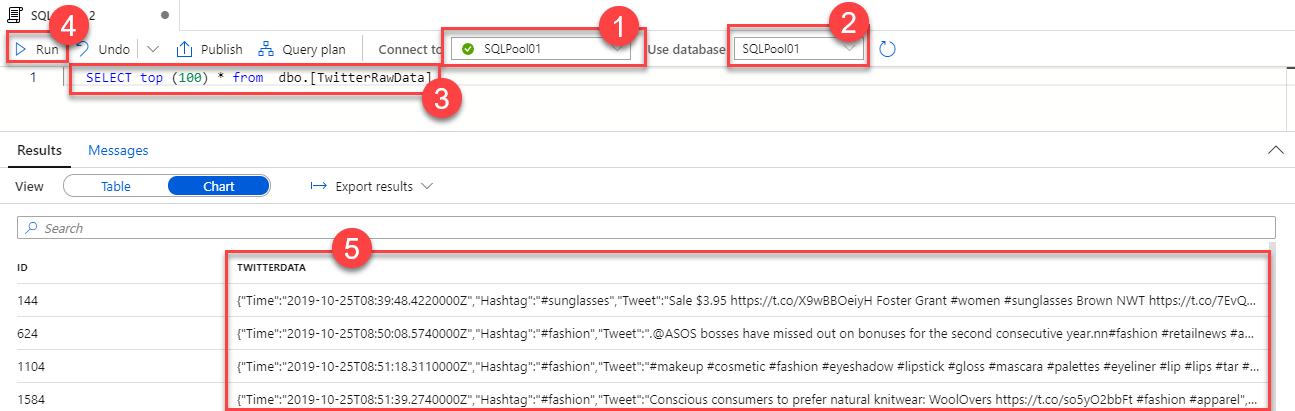 SQL 2
4 1 2
Run Undo Publish Query plan Connect to SQLPool01 Use database SQLPool01
1 SELECT top (100) * from dbo.[TwitterRawData]
3
Results Messages
View Table Chart Export results
Search
5
ID TWITTERDATA
144 {"Time":"2019-10-25T08:39:48.4220000Z","Hashtag":"#sunglasses","Tweet":"Sale $3.95 https://t.co/X9wBBOeiyH Foster Grant #women #sunglasses Brown NWT https://t.co/7EvQ...
624 {"Time":"2019-10-25T08:50:08.5740000Z","Hashtag":"#fashion","Tweet":".@ASOS bosses have missed out on bonuses for the second consecutive year.nn#fashion #retailnews #a...
1104 {"Time":"2019-10-25T08:51:18.3110000Z","Hashtag":"#fashion","Tweet":"#makeup #cosmetic #fashion #eyeshadow #lipstick #gloss #mascara #palettes #eyeliner #lip #lips #tar #...
1584 {"Time":"2019-10-25T08:51:39.2740000Z","Hashtag":"#fashion","Tweet":"Conscious consumers to prefer natural knitwear: WoolOvers https://t.co/so5yO2bbFt #fashion #apparel",...